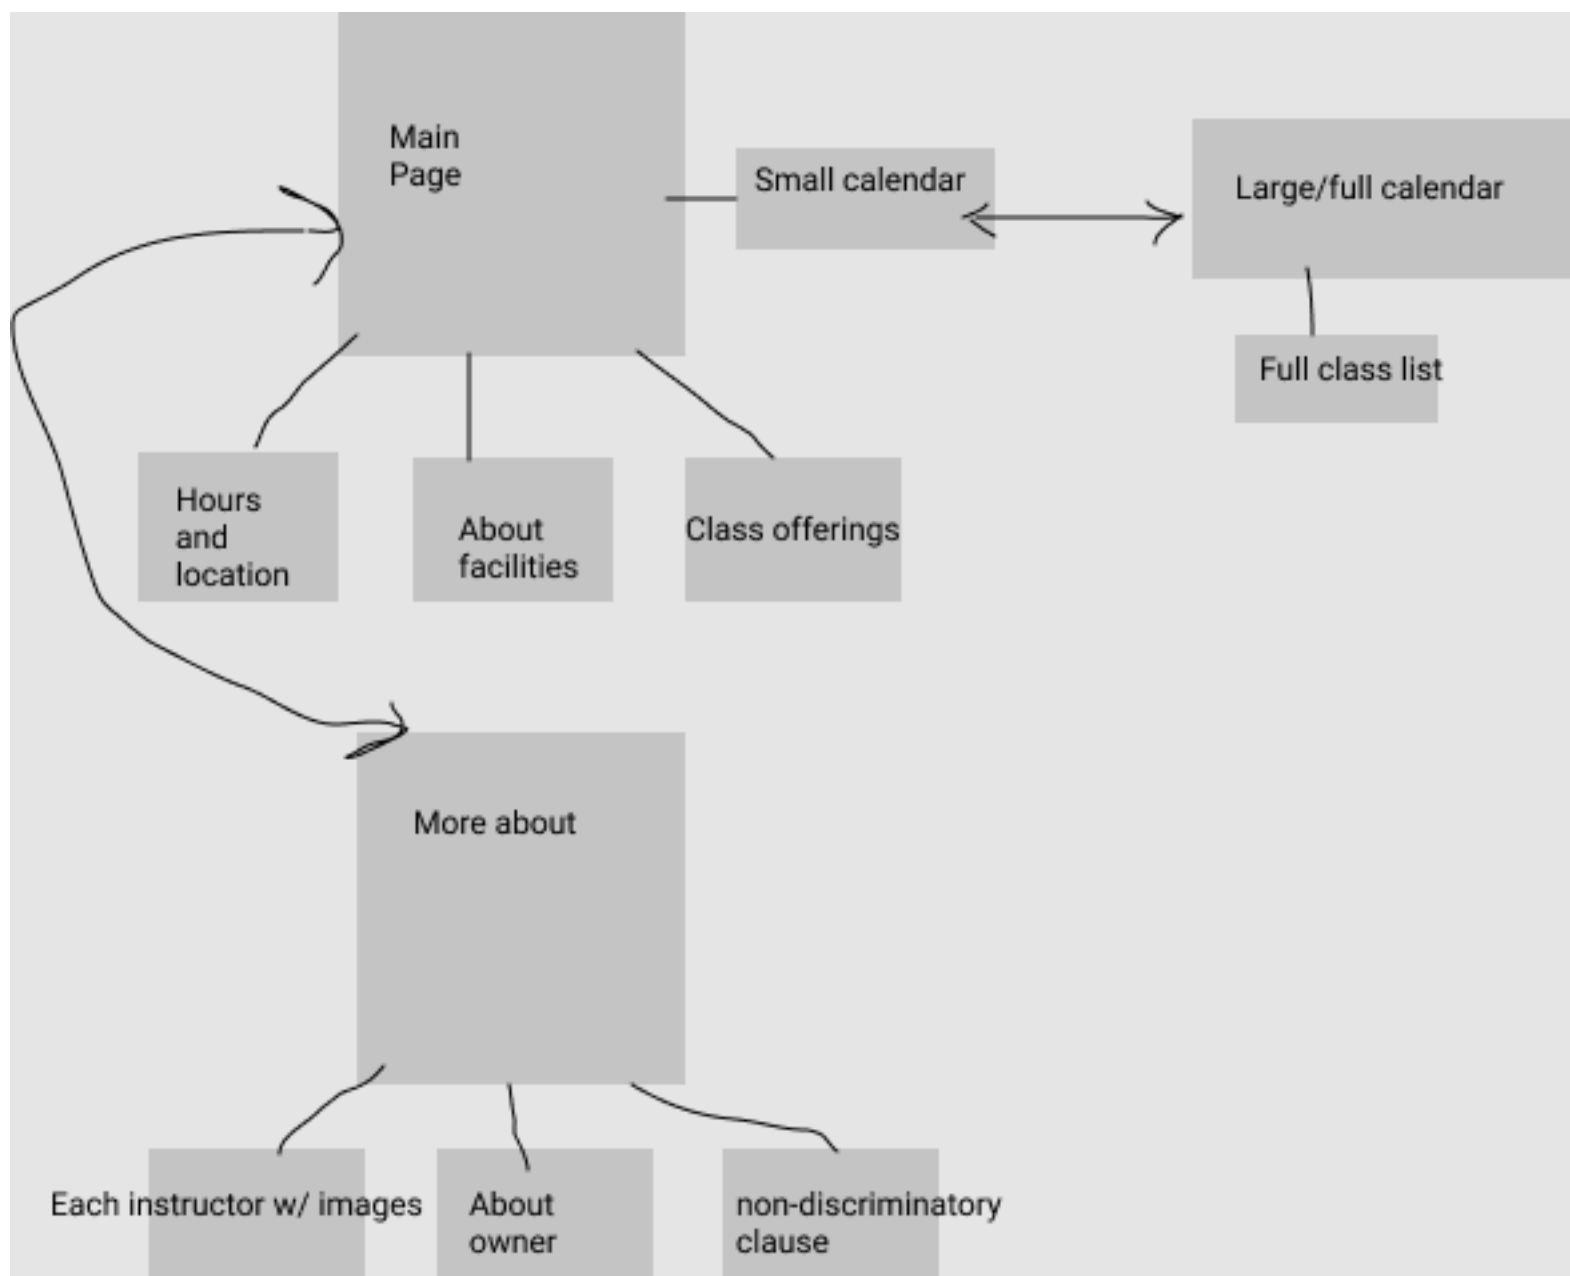 Main
Page
Small calendar
Large/full calendar
Full class list
Hours
and
location
About
facilities
Class offerings
More about
Each instructor w/ images
About
owner
non-discriminatory
clause